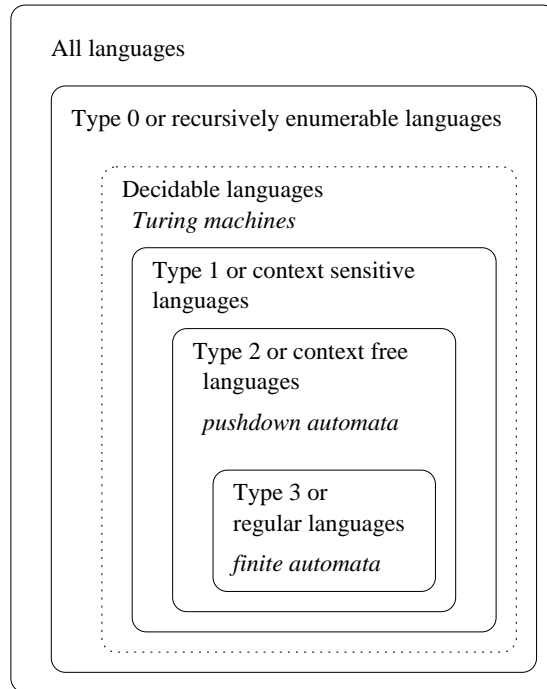 All languages
Type 0 or recursively enumerable languages
Decidable languages
Turing machines
Type 1 or context sensitive
languages
Type 2 or context free
languages
pushdown automata
Type 3 or
regular languages
finite automata